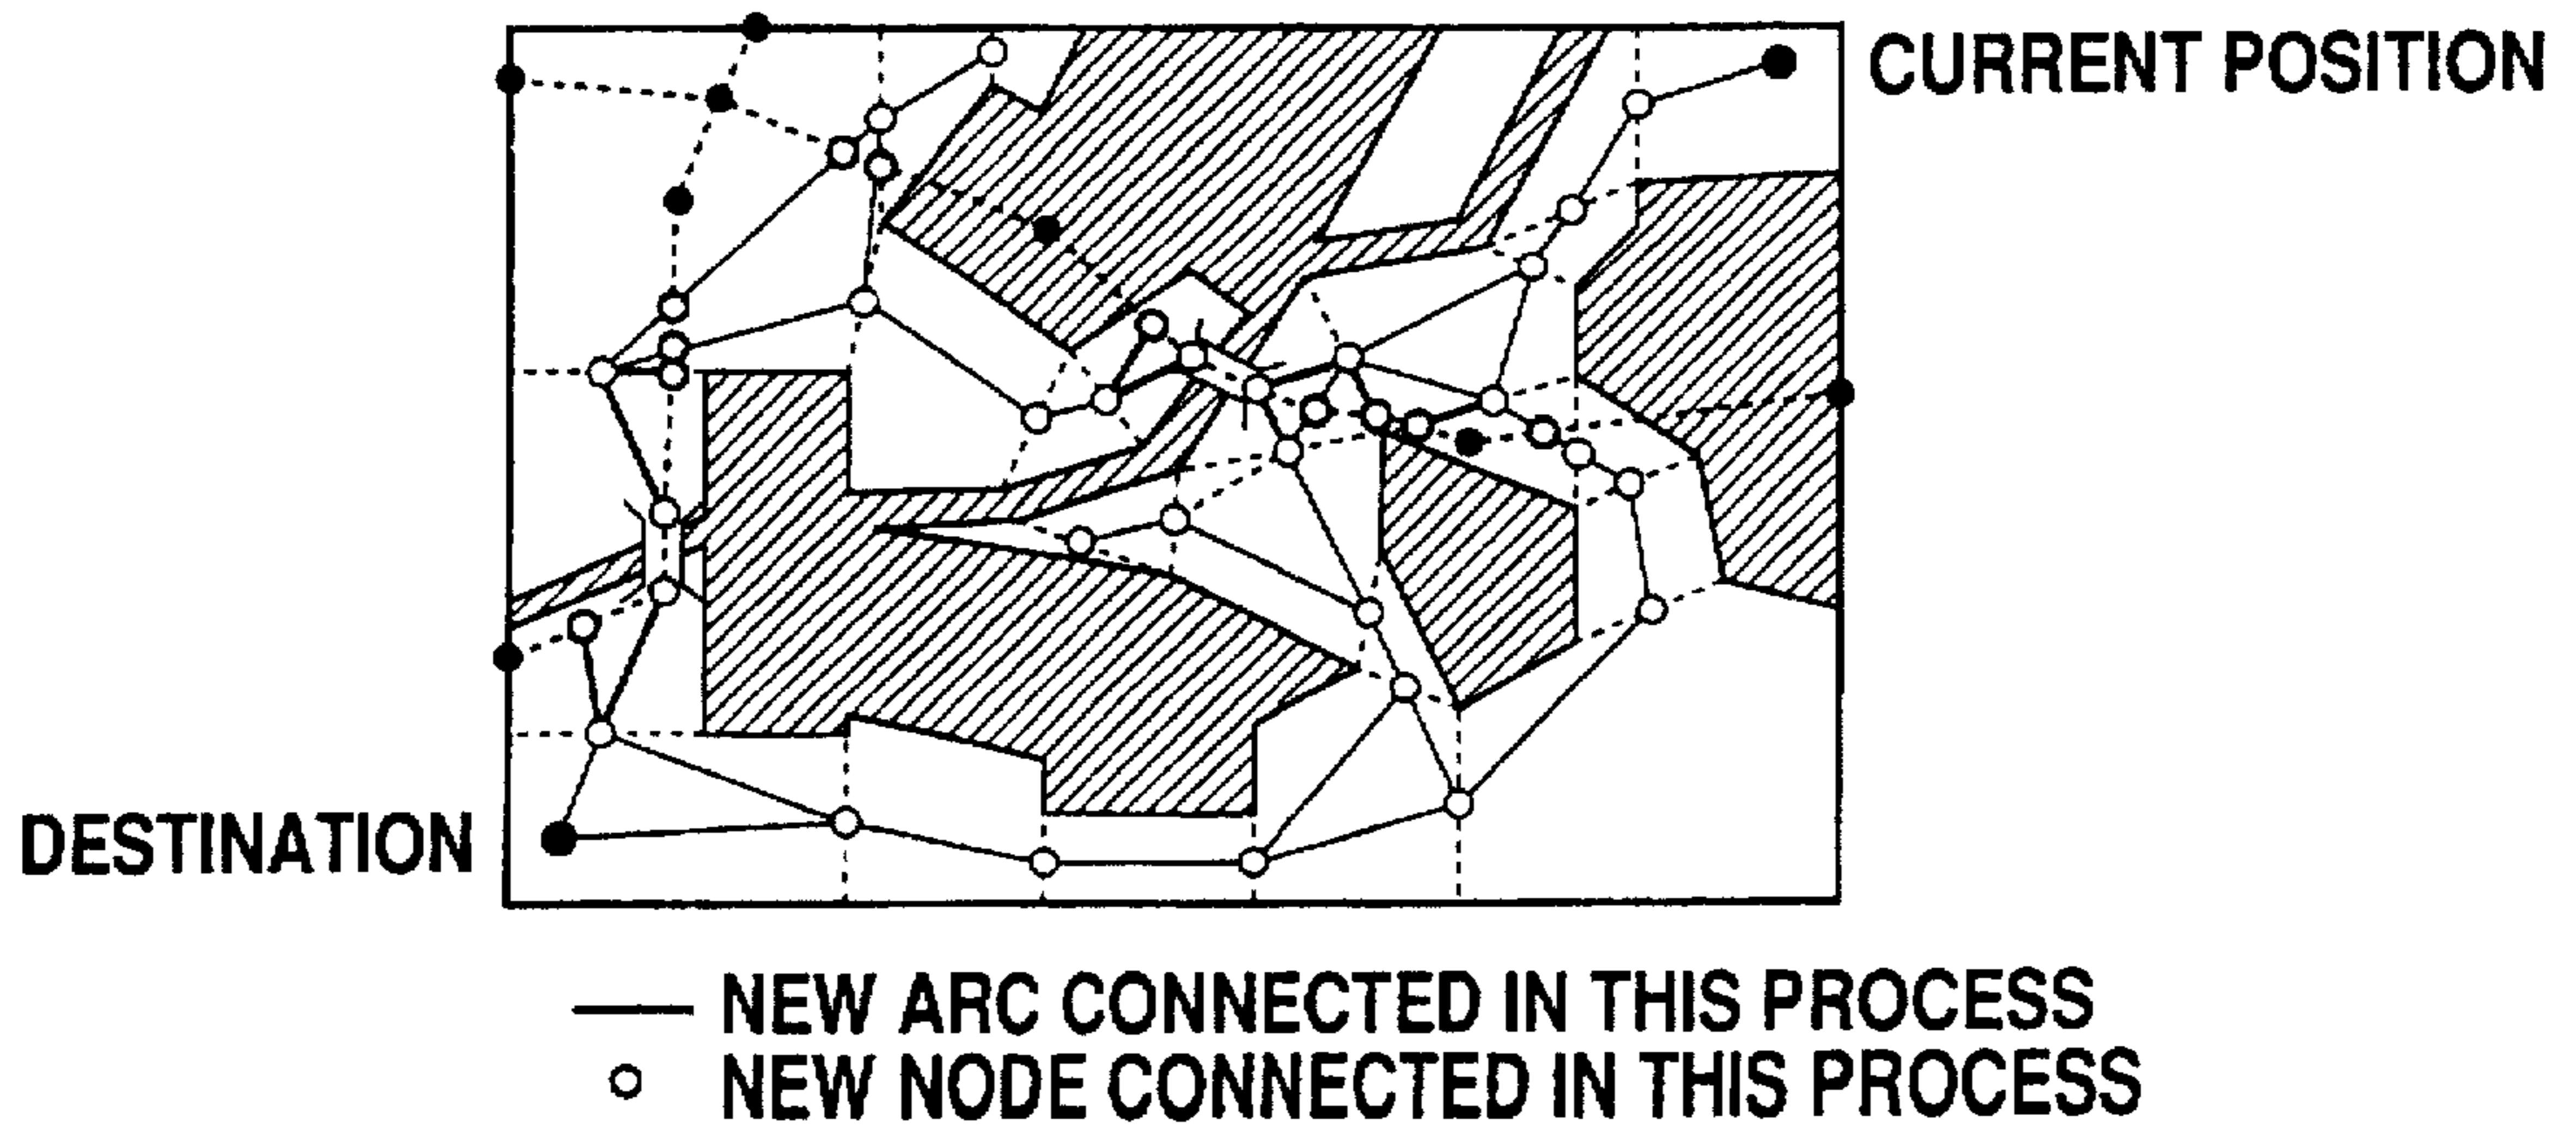 CURRENT POSITION
DESTINATION
NEW ARC CONNECTED IN THIS PROCESS
NEW NODE CONNECTED IN THIS PROCESS